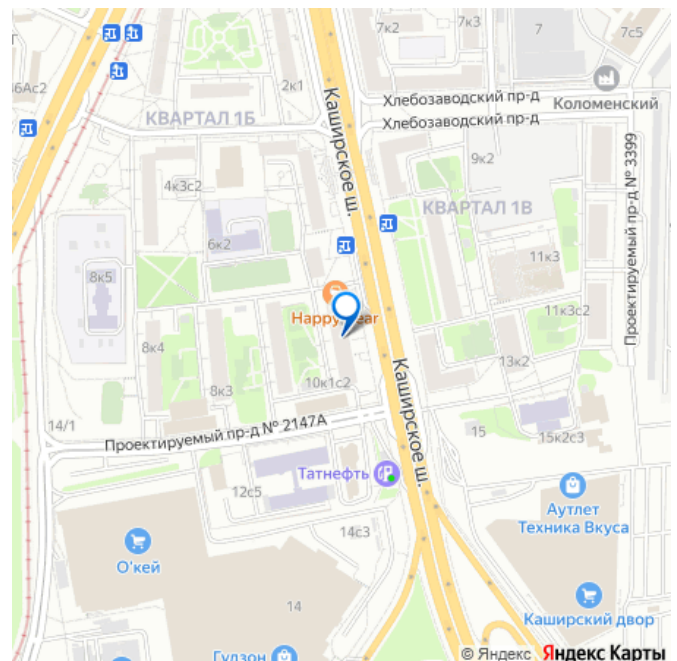 7к2
7к3
7
7с5
6Ас2
2к1
Хлебозаводский пр-д
Коломенский
КВАРТАЛ 1Б
Хлебозаводский пр-д
Каширское ш.
9к2
Проектируемый пр-д № 3399
4к3с2
КВАРТАЛ 1В
6к2
11к3
8к5
11к3с2
8к4
13к2
8к3
10к1с2
Каширское ш.
14/1
Проектируемый пр-д № 2147А
15
15к2с3
Татнефть
12с5
Аутлет
Техника Вкуса
14с3
О'кей
14
Каширский двор
Гудзон
© Яндекс Яндекс Карты